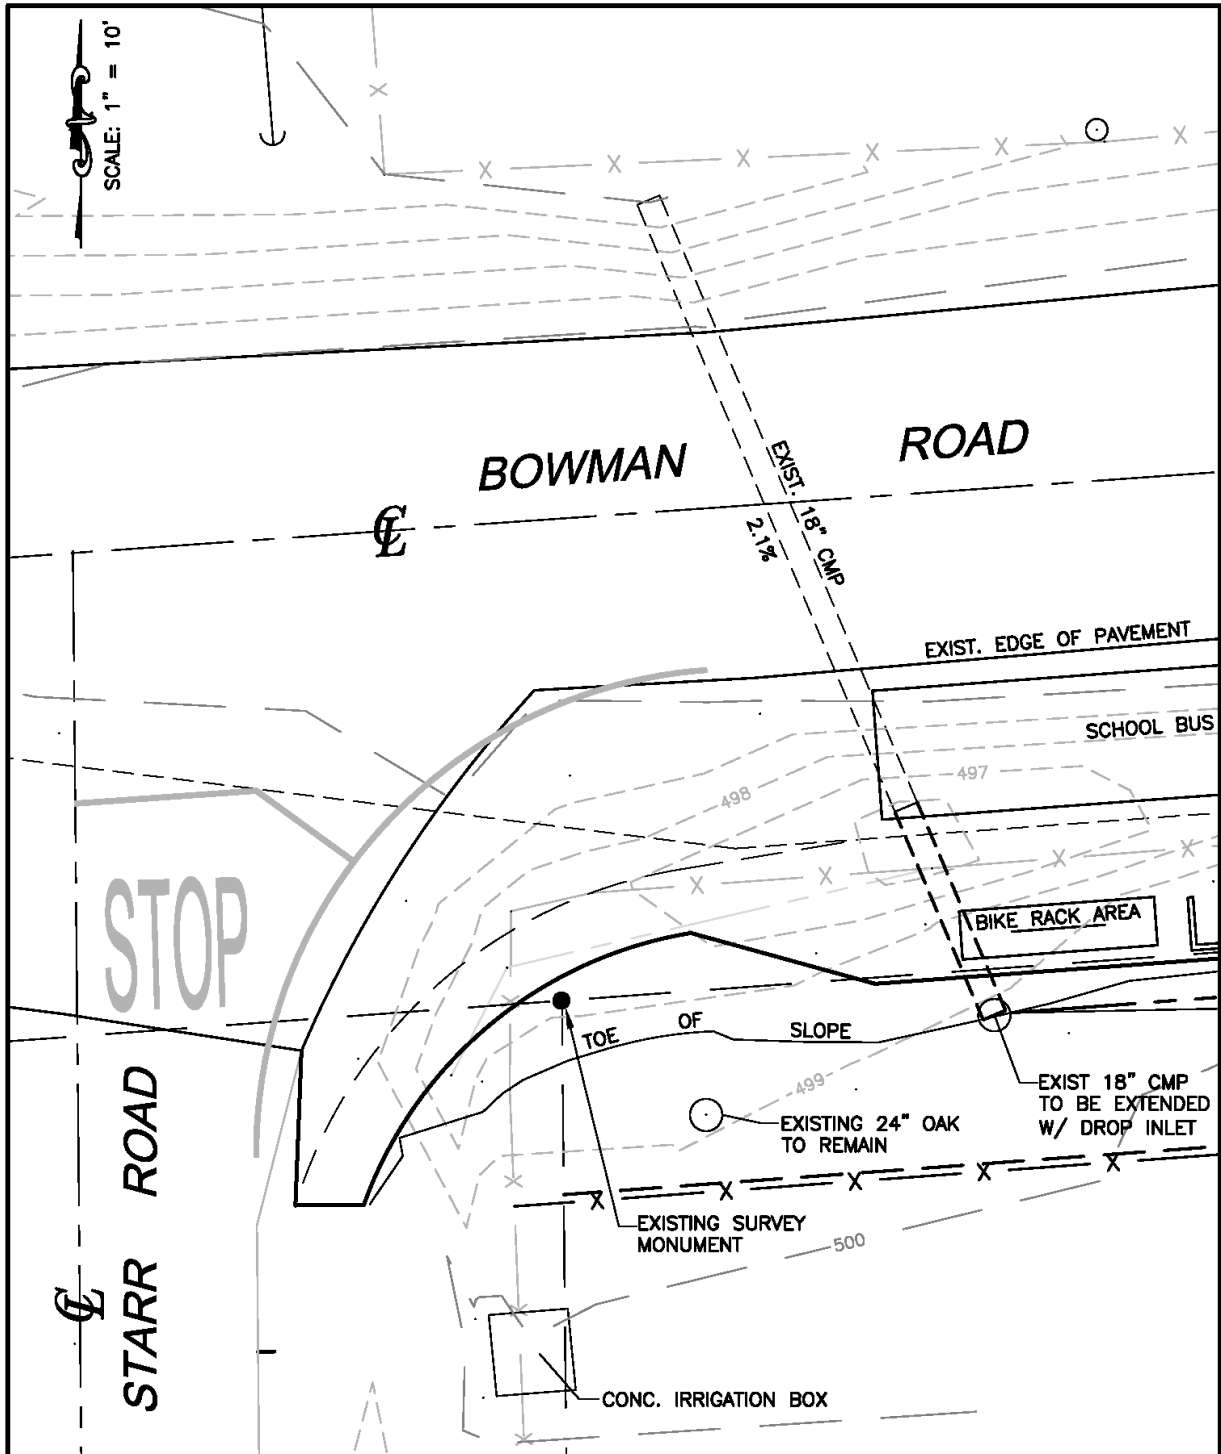 SCALE: 1" = 10'
BOWMAN ROAD
EXIST. 18" CMP
2.1%
EXIST. EDGE OF PAVEMENT
SCHOOL BUS
497
498
STOP
BIKE RACK AREA
TOE OF SLOPE
499
EXIST 18" CMP
TO BE EXTENDED
W/ DROP INLET
EXISTING 24" OAK
TO REMAIN
EXISTING SURVEY
MONUMENT
500
STARR ROAD
CONC. IRRIGATION BOX